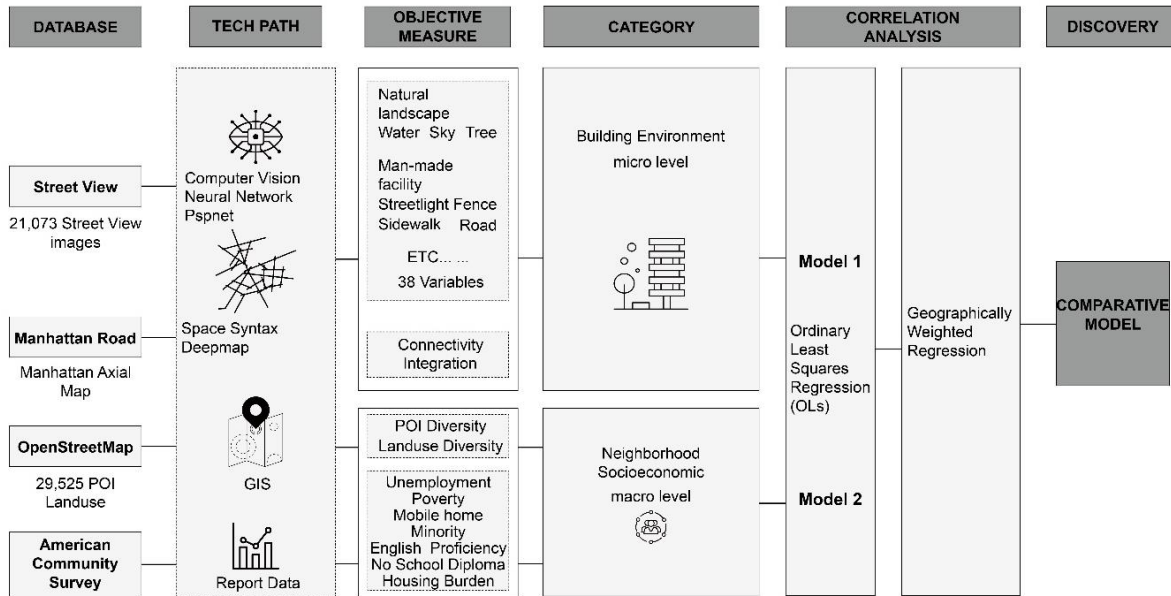 DATABASE
TECH PATH
OBJECTIVE
MEASURE
CATEGORY
CORRELATION
ANALYSIS
DISCOVERY
Street View
21,073 Street View
images
Manhattan Road
Manhattan Axial
Map
OpenStreetMap
29,525 POI
Landuse
American
Community
Survey
Computer Vision
Neural Network
Pspnet
Space Syntax
Deepmap
GIS
Report Data
Natural
landscape
Water Sky Tree
Man-made
facility
Streetlight Fence
Sidewalk Road
ETC... ...
38 Variables
Connectivity
Integration
POI Diversity
Landuse Diversity
Unemployment
Poverty
Mobile home
Minority
English Proficiency
No School Diploma
Housing Burden
Building Environment
micro level
Neighborhood
Socioeconomic
macro level
Model 1
Ordinary
Least
Squares
Regression
(OLs)
Model 2
Geographically
Weighted
Regression
COMPARATIVE
MODEL